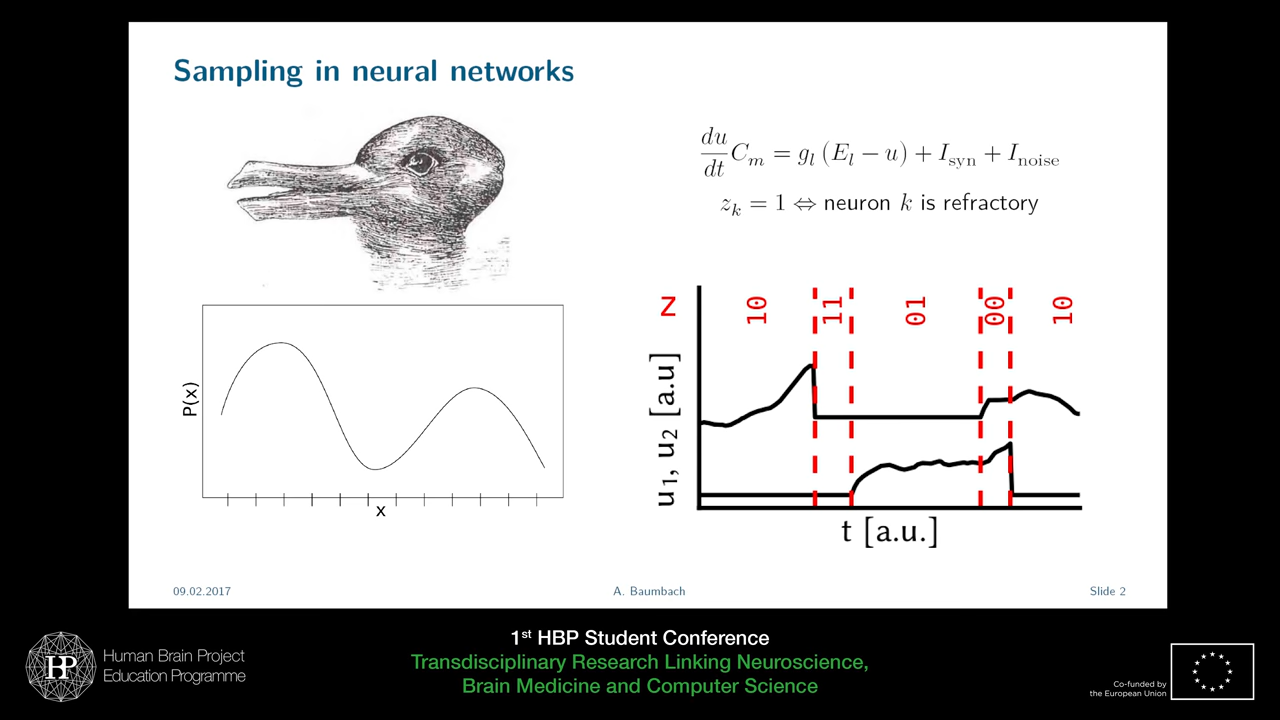 Sampling in neural networks
du/dt C_m = g_l (E_l − u) + I_syn + I_noise
z_k = 1 ⇔ neuron k is refractory
P(x)
x
z 10 11 01 00 10
u₁, u₂ [a.u]
t [a.u.]
09.02.2017 A. Baumbach Slide 2
HP
Human Brain Project
Education Programme
1st HBP Student Conference
Transdisciplinary Research Linking Neuroscience,
Brain Medicine and Computer Science
Co-funded by
the European Union